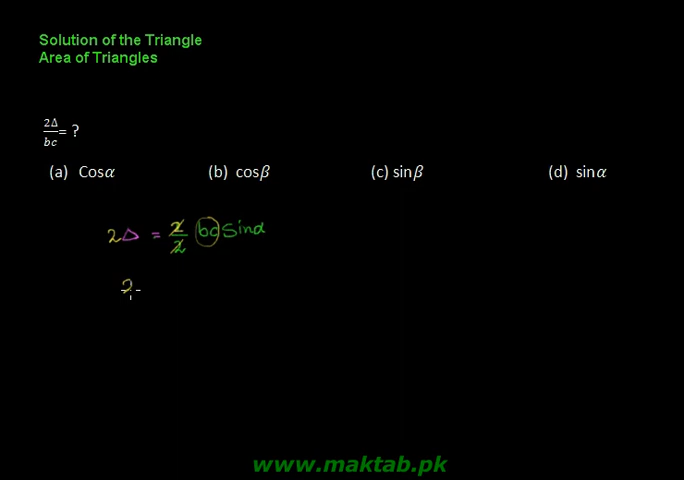 Solution of the Triangle
Area of Triangles
2Δ/bc = ?
(a) Cosα (b) cosβ (c) sinβ (d) sinα
2Δ = 2/2 bc Sinα
2
www.maktab.pk